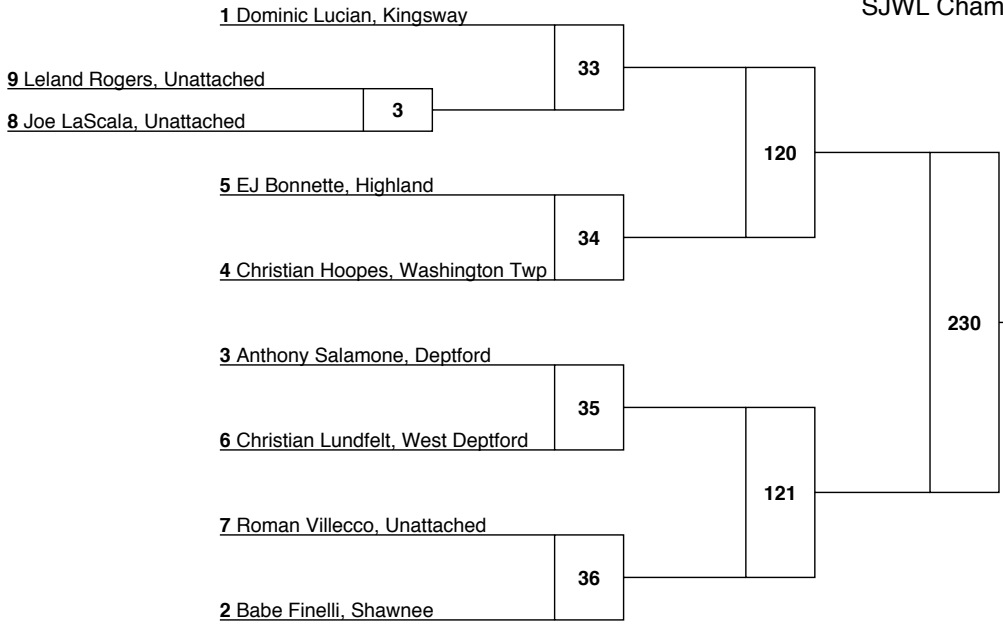 SJWL Cham
1 Dominic Lucian, Kingsway
33
9 Leland Rogers, Unattached
3
8 Joe LaScala, Unattached
120
5 EJ Bonnette, Highland
34
4 Christian Hoopes, Washington Twp
230
3 Anthony Salamone, Deptford
35
6 Christian Lundfelt, West Deptford
121
7 Roman Villecco, Unattached
36
2 Babe Finelli, Shawnee